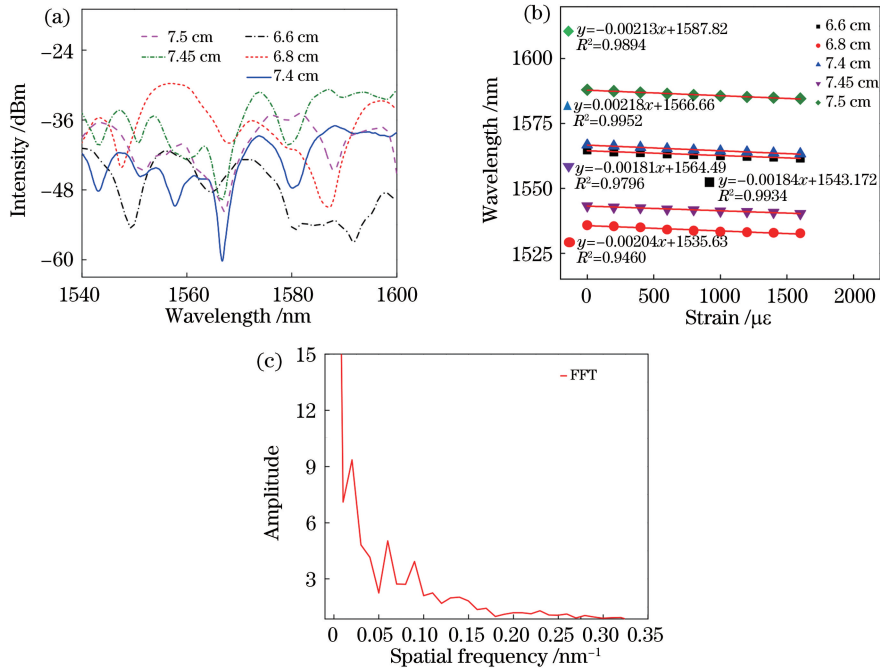 (a)
7.5 cm
7.45 cm
6.6 cm
6.8 cm
7.4 cm
−24
−36
−48
−60
Intensity /dBm
1540
1560
1580
1600
Wavelength /nm
(b)
y=−0.00213x+1587.82
R²=0.9894
6.6 cm
6.8 cm
7.4 cm
7.45 cm
7.5 cm
y=0.00218x+1566.66
R²=0.9952
y=−0.00181x+1564.49
R²=0.9796
y=−0.00184x+1543.172
R²=0.9934
y=−0.00204x+1535.63
R²=0.9460
1600
1575
1550
1525
Wavelength /nm
0
500
1000
1500
2000
Strain /με
(c)
FFT
15
12
9
6
3
Amplitude
0
0.05
0.10
0.15
0.20
0.25
0.30
0.35
Spatial frequency /nm⁻¹